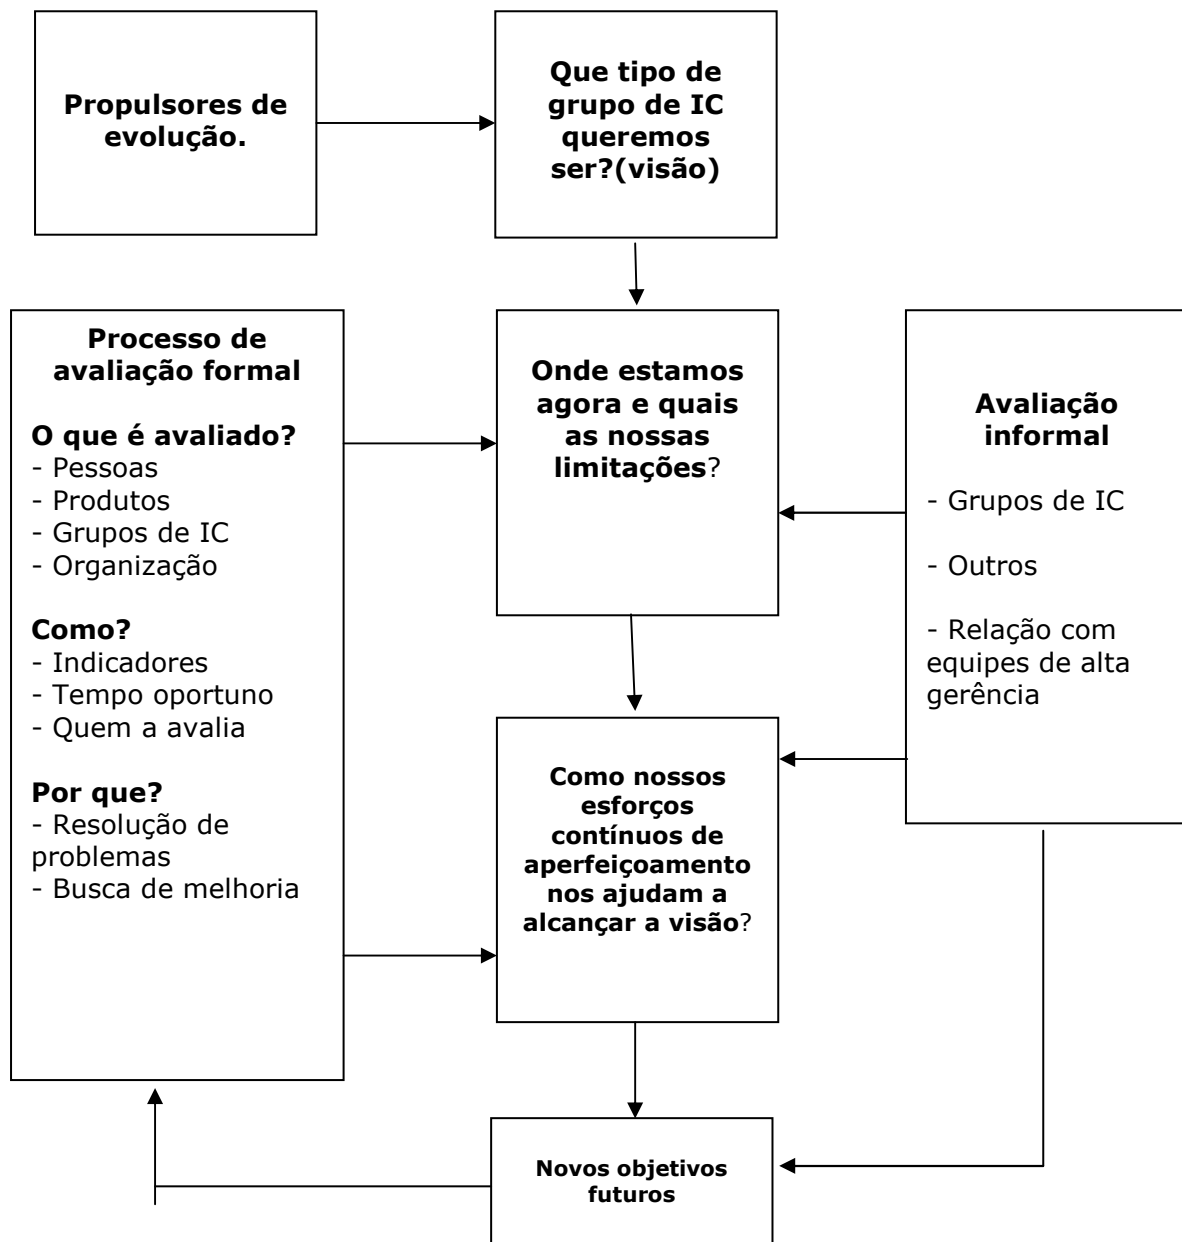 Propulsores de
evolução.
Que tipo de
grupo de IC
queremos
ser?(visão)
Processo de
avaliação formal
O que é avaliado?
- Pessoas
- Produtos
- Grupos de IC
- Organização
Como?
- Indicadores
- Tempo oportuno
- Quem a avalia
Por que?
- Resolução de
problemas
- Busca de melhoria
Onde estamos
agora e quais
as nossas
limitações?
Avaliação
informal
- Grupos de IC
- Outros
- Relação com
equipes de alta
gerência
Como nossos
esforços
contínuos de
aperfeiçoamento
nos ajudam a
alcançar a visão?
Novos objetivos
futuros